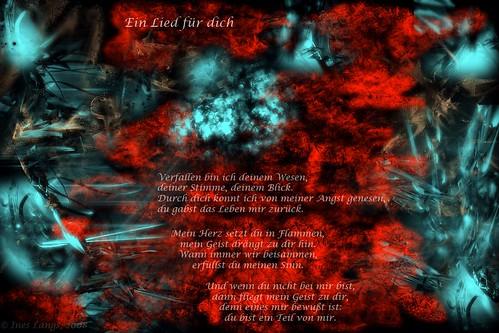 Ein Lied für dich
Verfallen bin ich deinem Wesen,
deiner Stimme, deinem Blick.
Durch dich konnt ich von meiner Angst genesen,
du gabst das Leben mir zurück.
Mein Herz setzt du in Flammen,
mein Geist drängt zu dir hin.
Wann immer wir beisammen,
erfüllst du meinen Sinn.
Und wenn du nicht bei mir bist,
dann fliegt mein Geist zu dir,
denn eines mir bewußt ist:
du bist ein Teil von mir.
© Ines Langs, 2008